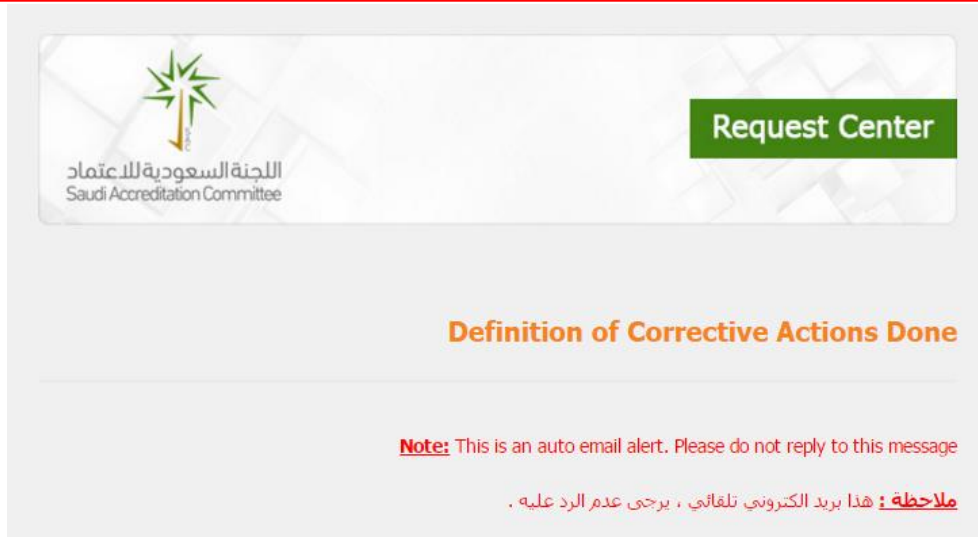 اللجنة السعودية للاعتماد
Saudi Accreditation Committee
Request Center
Definition of Corrective Actions Done
Note: This is an auto email alert. Please do not reply to this message
ملاحظة : هذا بريد الكتروني تلقائي ، يرجى عدم الرد عليه .